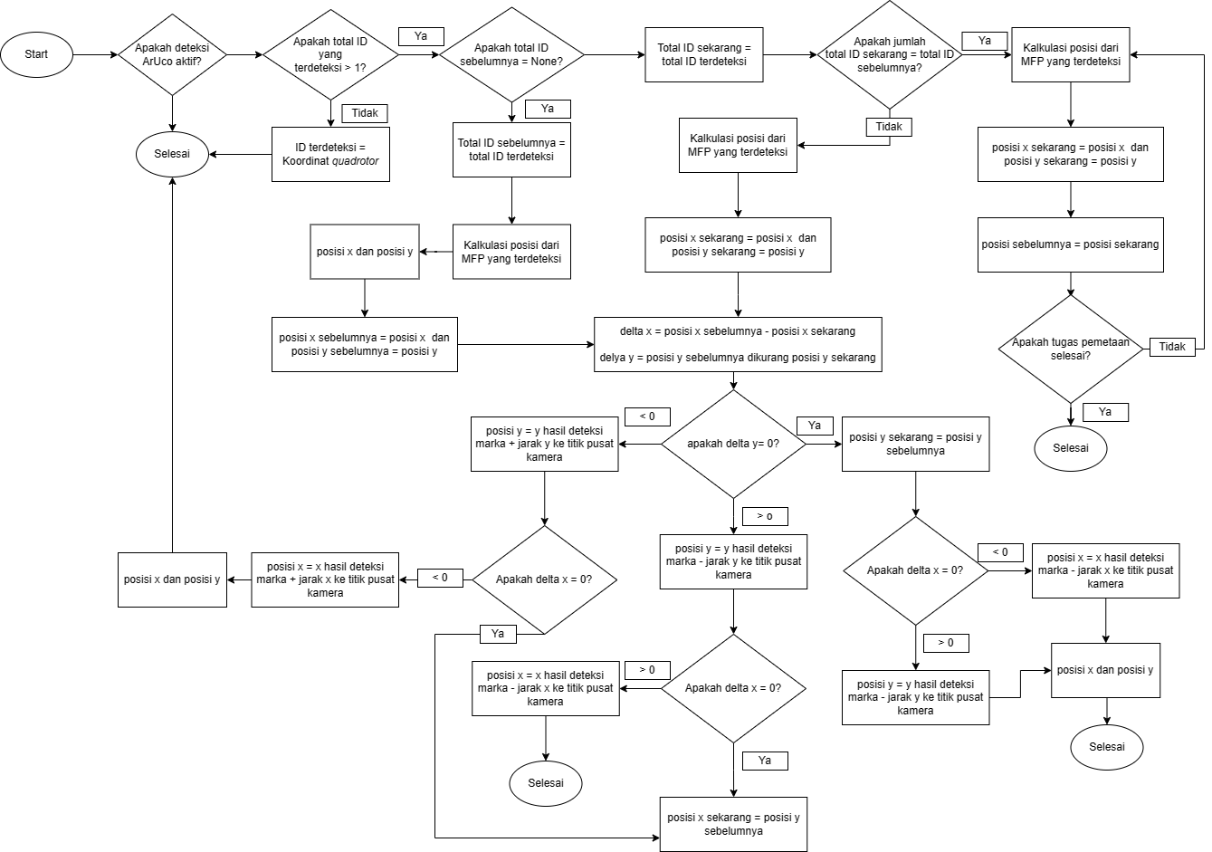 Start
Apakah deteksi
ArUco aktif?
Apakah total ID
yang
terdeteksi > 1?
Ya
Apakah total ID
sebelumnya = None?
Total ID sekarang =
total ID terdeteksi
Apakah jumlah
total ID sekarang = total ID
sebelumnya?
Ya
Kalkulasi posisi dari
MFP yang terdeteksi
Tidak
Ya
Tidak
Selesai
ID terdeteksi =
Koordinat quadrotor
Total ID sebelumnya =
total ID terdeteksi
Kalkulasi posisi dari
MFP yang terdeteksi
posisi x sekarang = posisi x dan
posisi y sekarang = posisi y
posisi x dan posisi y
Kalkulasi posisi dari
MFP yang terdeteksi
posisi x sekarang = posisi x dan
posisi y sekarang = posisi y
posisi sebelumnya = posisi sekarang
posisi x sebelumnya = posisi x dan
posisi y sebelumnya = posisi y
delta x = posisi x sebelumnya - posisi x sekarang
delya y = posisi y sebelumnya dikurang posisi y sekarang
Apakah tugas pemetaan
selesai?
Tidak
Ya
Selesai
< 0
Ya
posisi y = y hasil deteksi
marka + jarak y ke titik pusat
kamera
apakah delta y= 0?
posisi y sekarang = posisi y
sebelumnya
> o
posisi x dan posisi y
posisi x = x hasil deteksi
marka + jarak x ke titik pusat
kamera
< 0
Apakah delta x = 0?
posisi y = y hasil deteksi
marka - jarak y ke titik pusat
kamera
Apakah delta x = 0?
< 0
posisi x = x hasil deteksi
marka - jarak x ke titik pusat
kamera
Ya
> 0
posisi x = x hasil deteksi
marka - jarak x ke titik pusat
kamera
> 0
Apakah delta x = 0?
posisi y = y hasil deteksi
marka - jarak y ke titik pusat
kamera
posisi x dan posisi y
Selesai
Ya
Selesai
posisi x sekarang = posisi y
sebelumnya